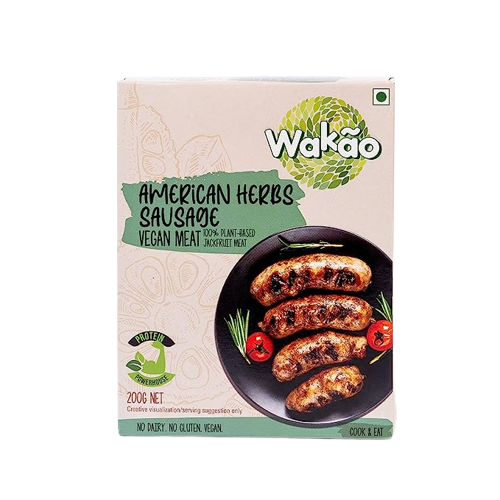 Wakão
AMERICAN HERBS
SAUSAGE
VEGAN MEAT 100% PLANT-BASED
JACKFRUIT MEAT
PROTEIN
POWERHOUSE
200G NET
Creative visualization/serving suggestion only
NO DAIRY. NO GLUTEN. VEGAN.
COOK & EAT